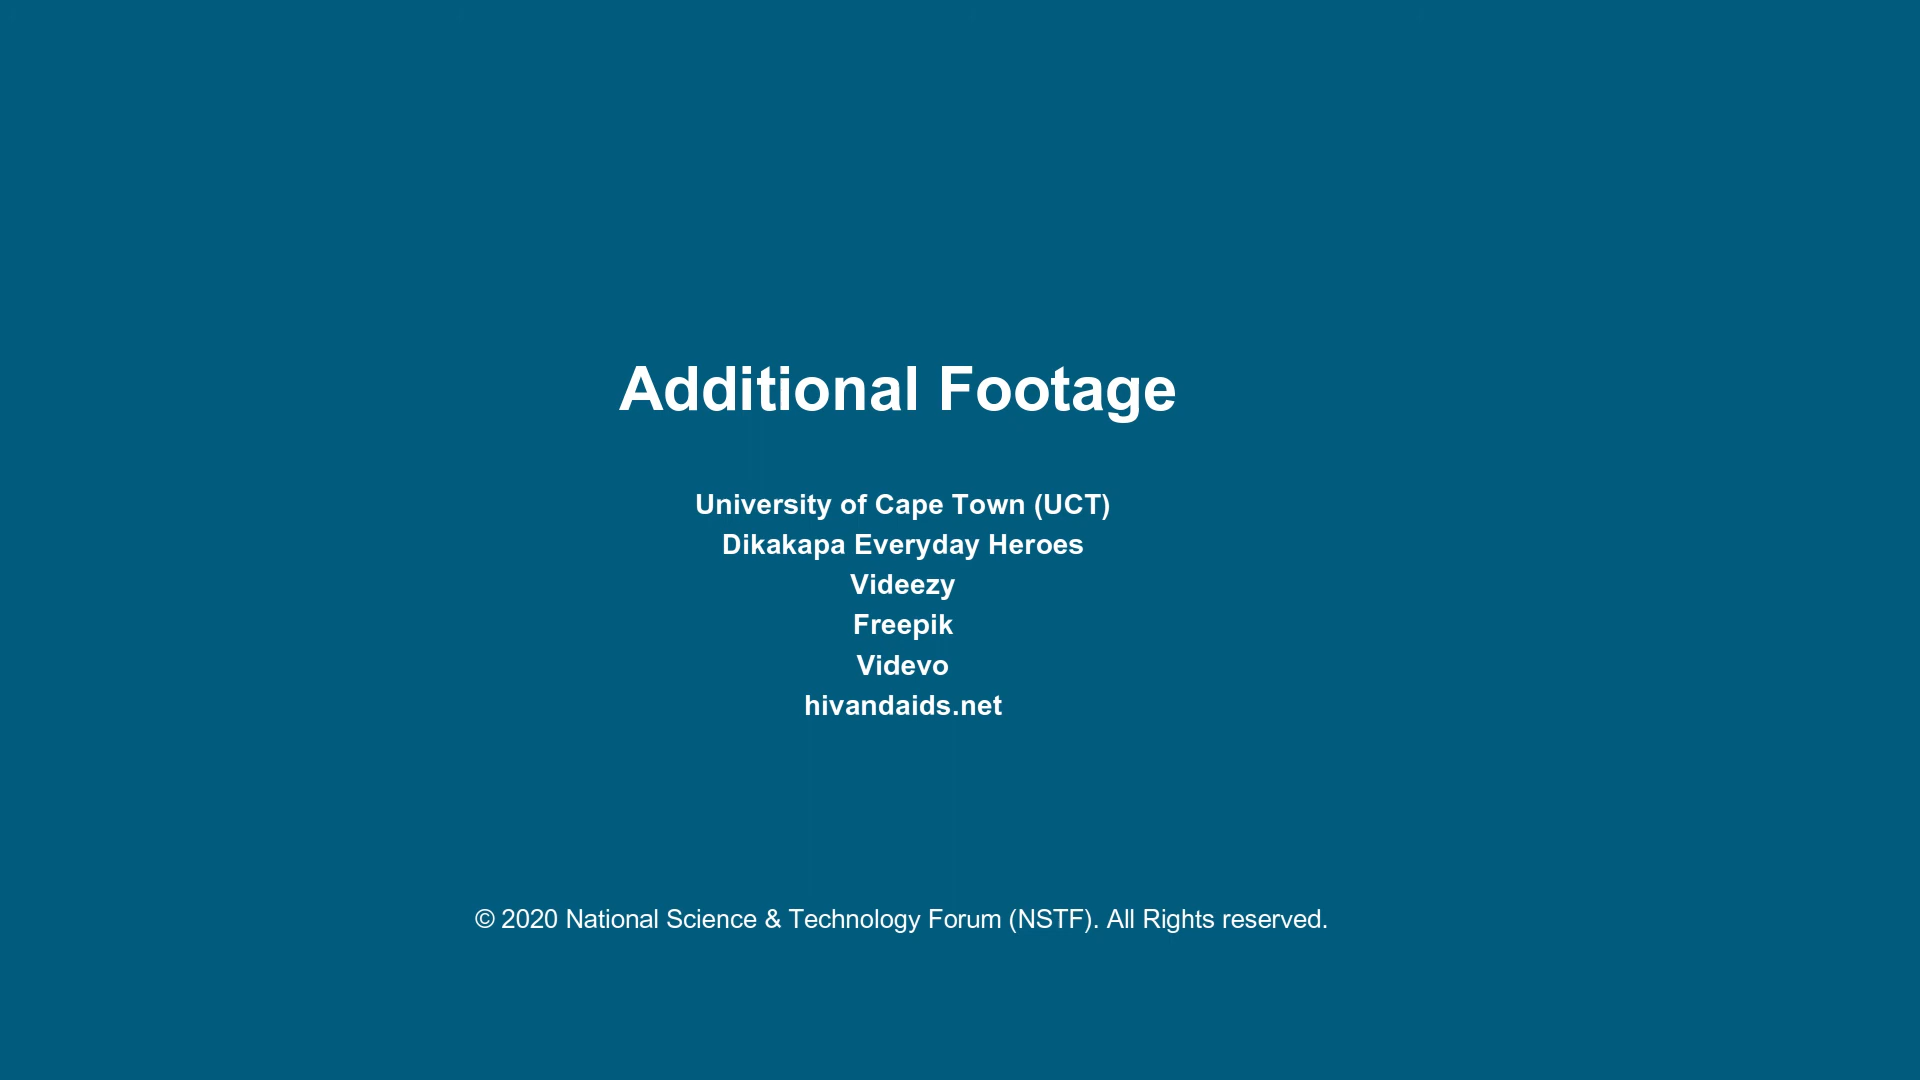 Additional Footage
University of Cape Town (UCT)
Dikakapa Everyday Heroes
Videezy
Freepik
Videvo
hivandaids.net
© 2020 National Science & Technology Forum (NSTF). All Rights reserved.